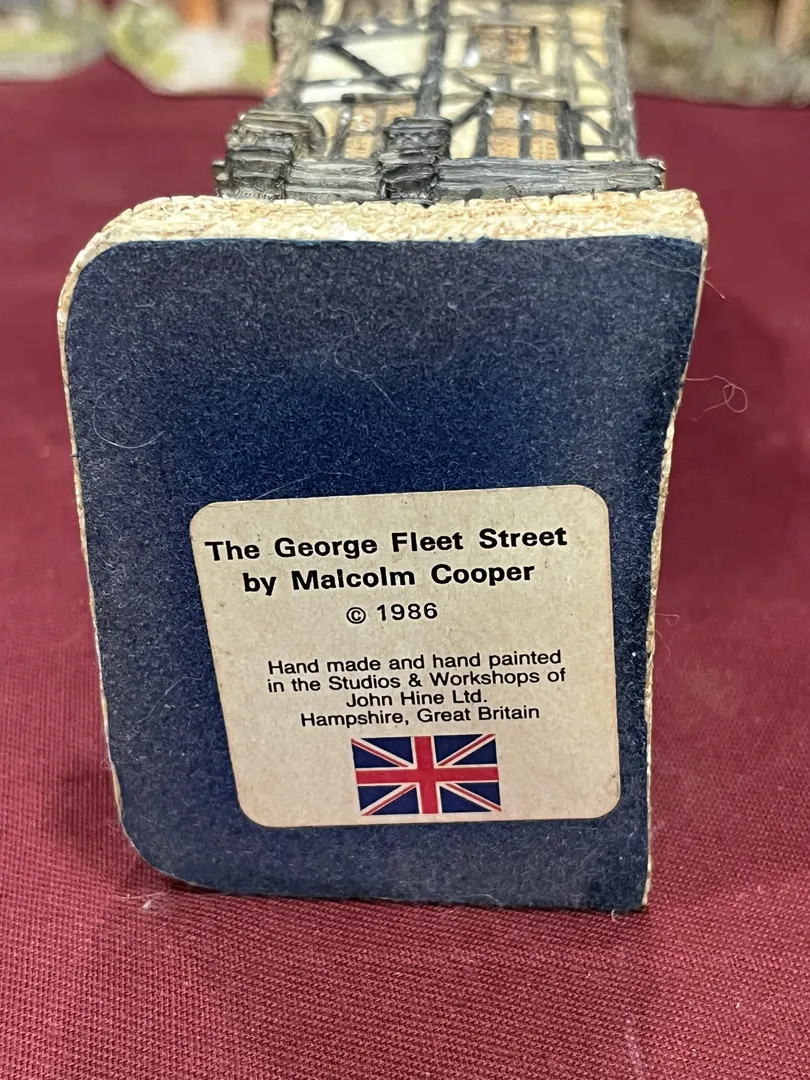 The George Fleet Street
by Malcolm Cooper
© 1986
Hand made and hand painted
in the Studios & Workshops of
John Hine Ltd.
Hampshire, Great Britain